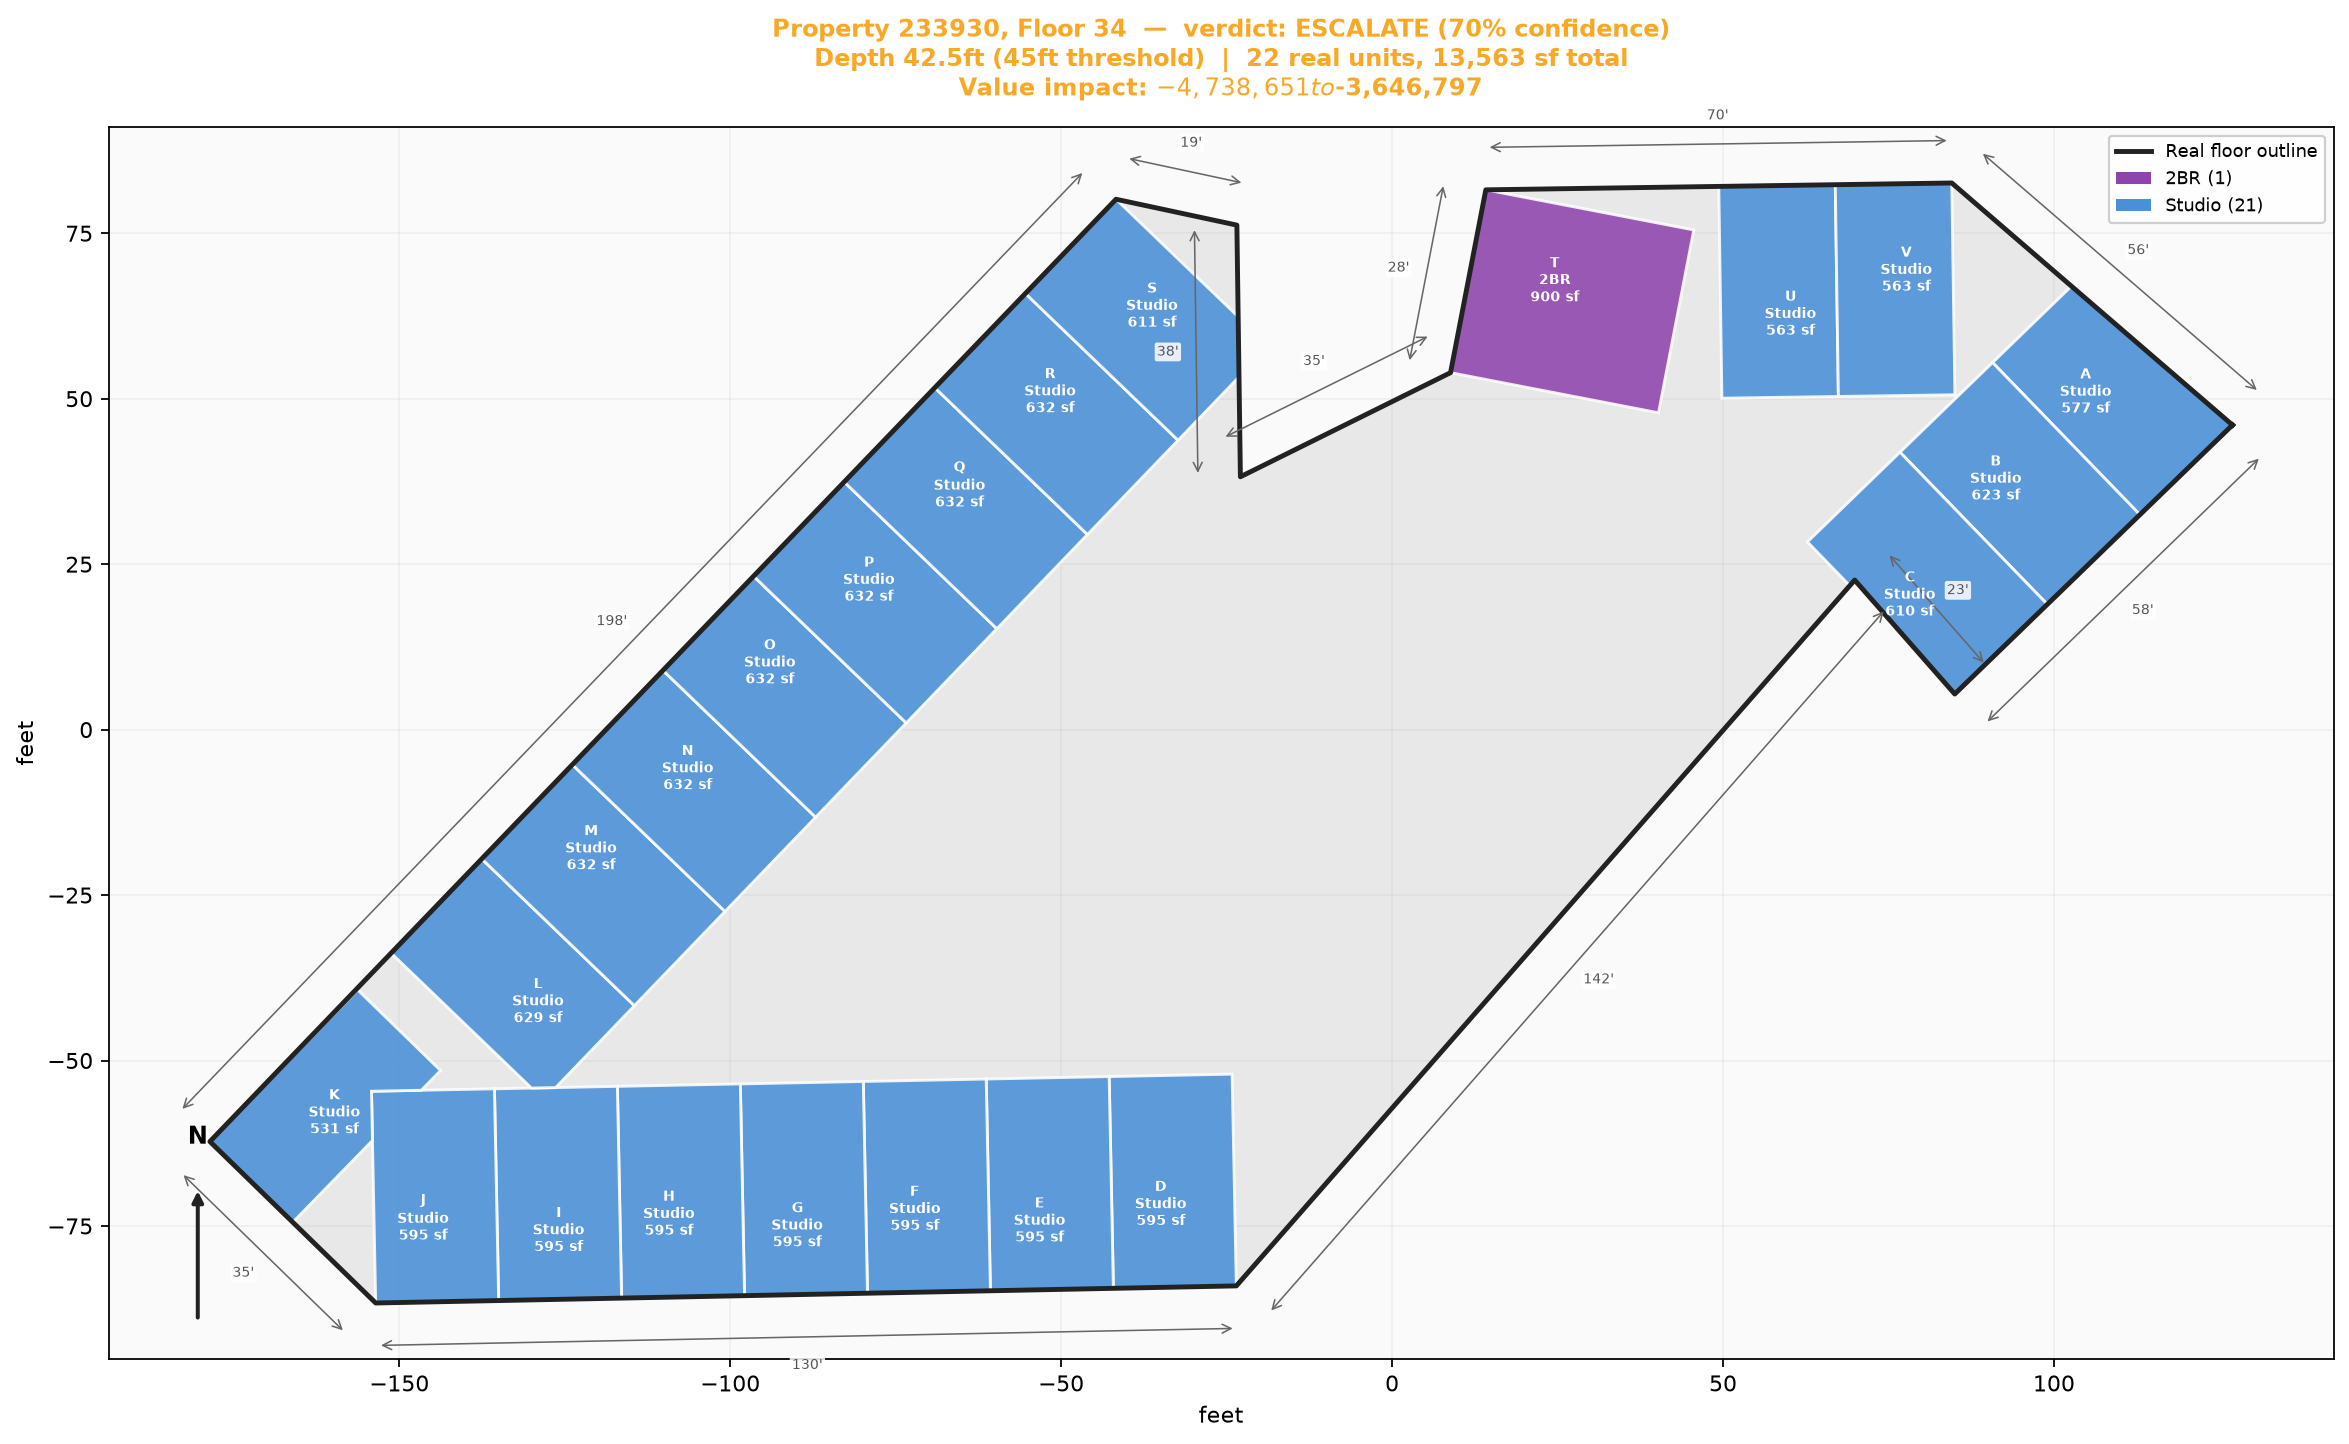 Property 233930, Floor 34 — verdict: ESCALATE (70% confidence)
Depth 42.5ft (45ft threshold) | 22 real units, 13,563 sf total
Value impact: −4,738,651to-3,646,797
Real floor outline
2BR (1)
Studio (21)
70'
19'
56'
28'
35'
38'
198'
23'
58'
142'
35'
130'
S
Studio
611 sf
R
Studio
632 sf
Q
Studio
632 sf
P
Studio
632 sf
O
Studio
632 sf
N
Studio
632 sf
M
Studio
632 sf
L
Studio
629 sf
K
Studio
531 sf
J
Studio
595 sf
I
Studio
595 sf
H
Studio
595 sf
G
Studio
595 sf
F
Studio
595 sf
E
Studio
595 sf
D
Studio
595 sf
T
2BR
900 sf
U
Studio
563 sf
V
Studio
563 sf
A
Studio
577 sf
B
Studio
623 sf
C
Studio
610 sf
N
75
50
25
0
−25
−50
−75
feet
−150
−100
−50
0
50
100
feet